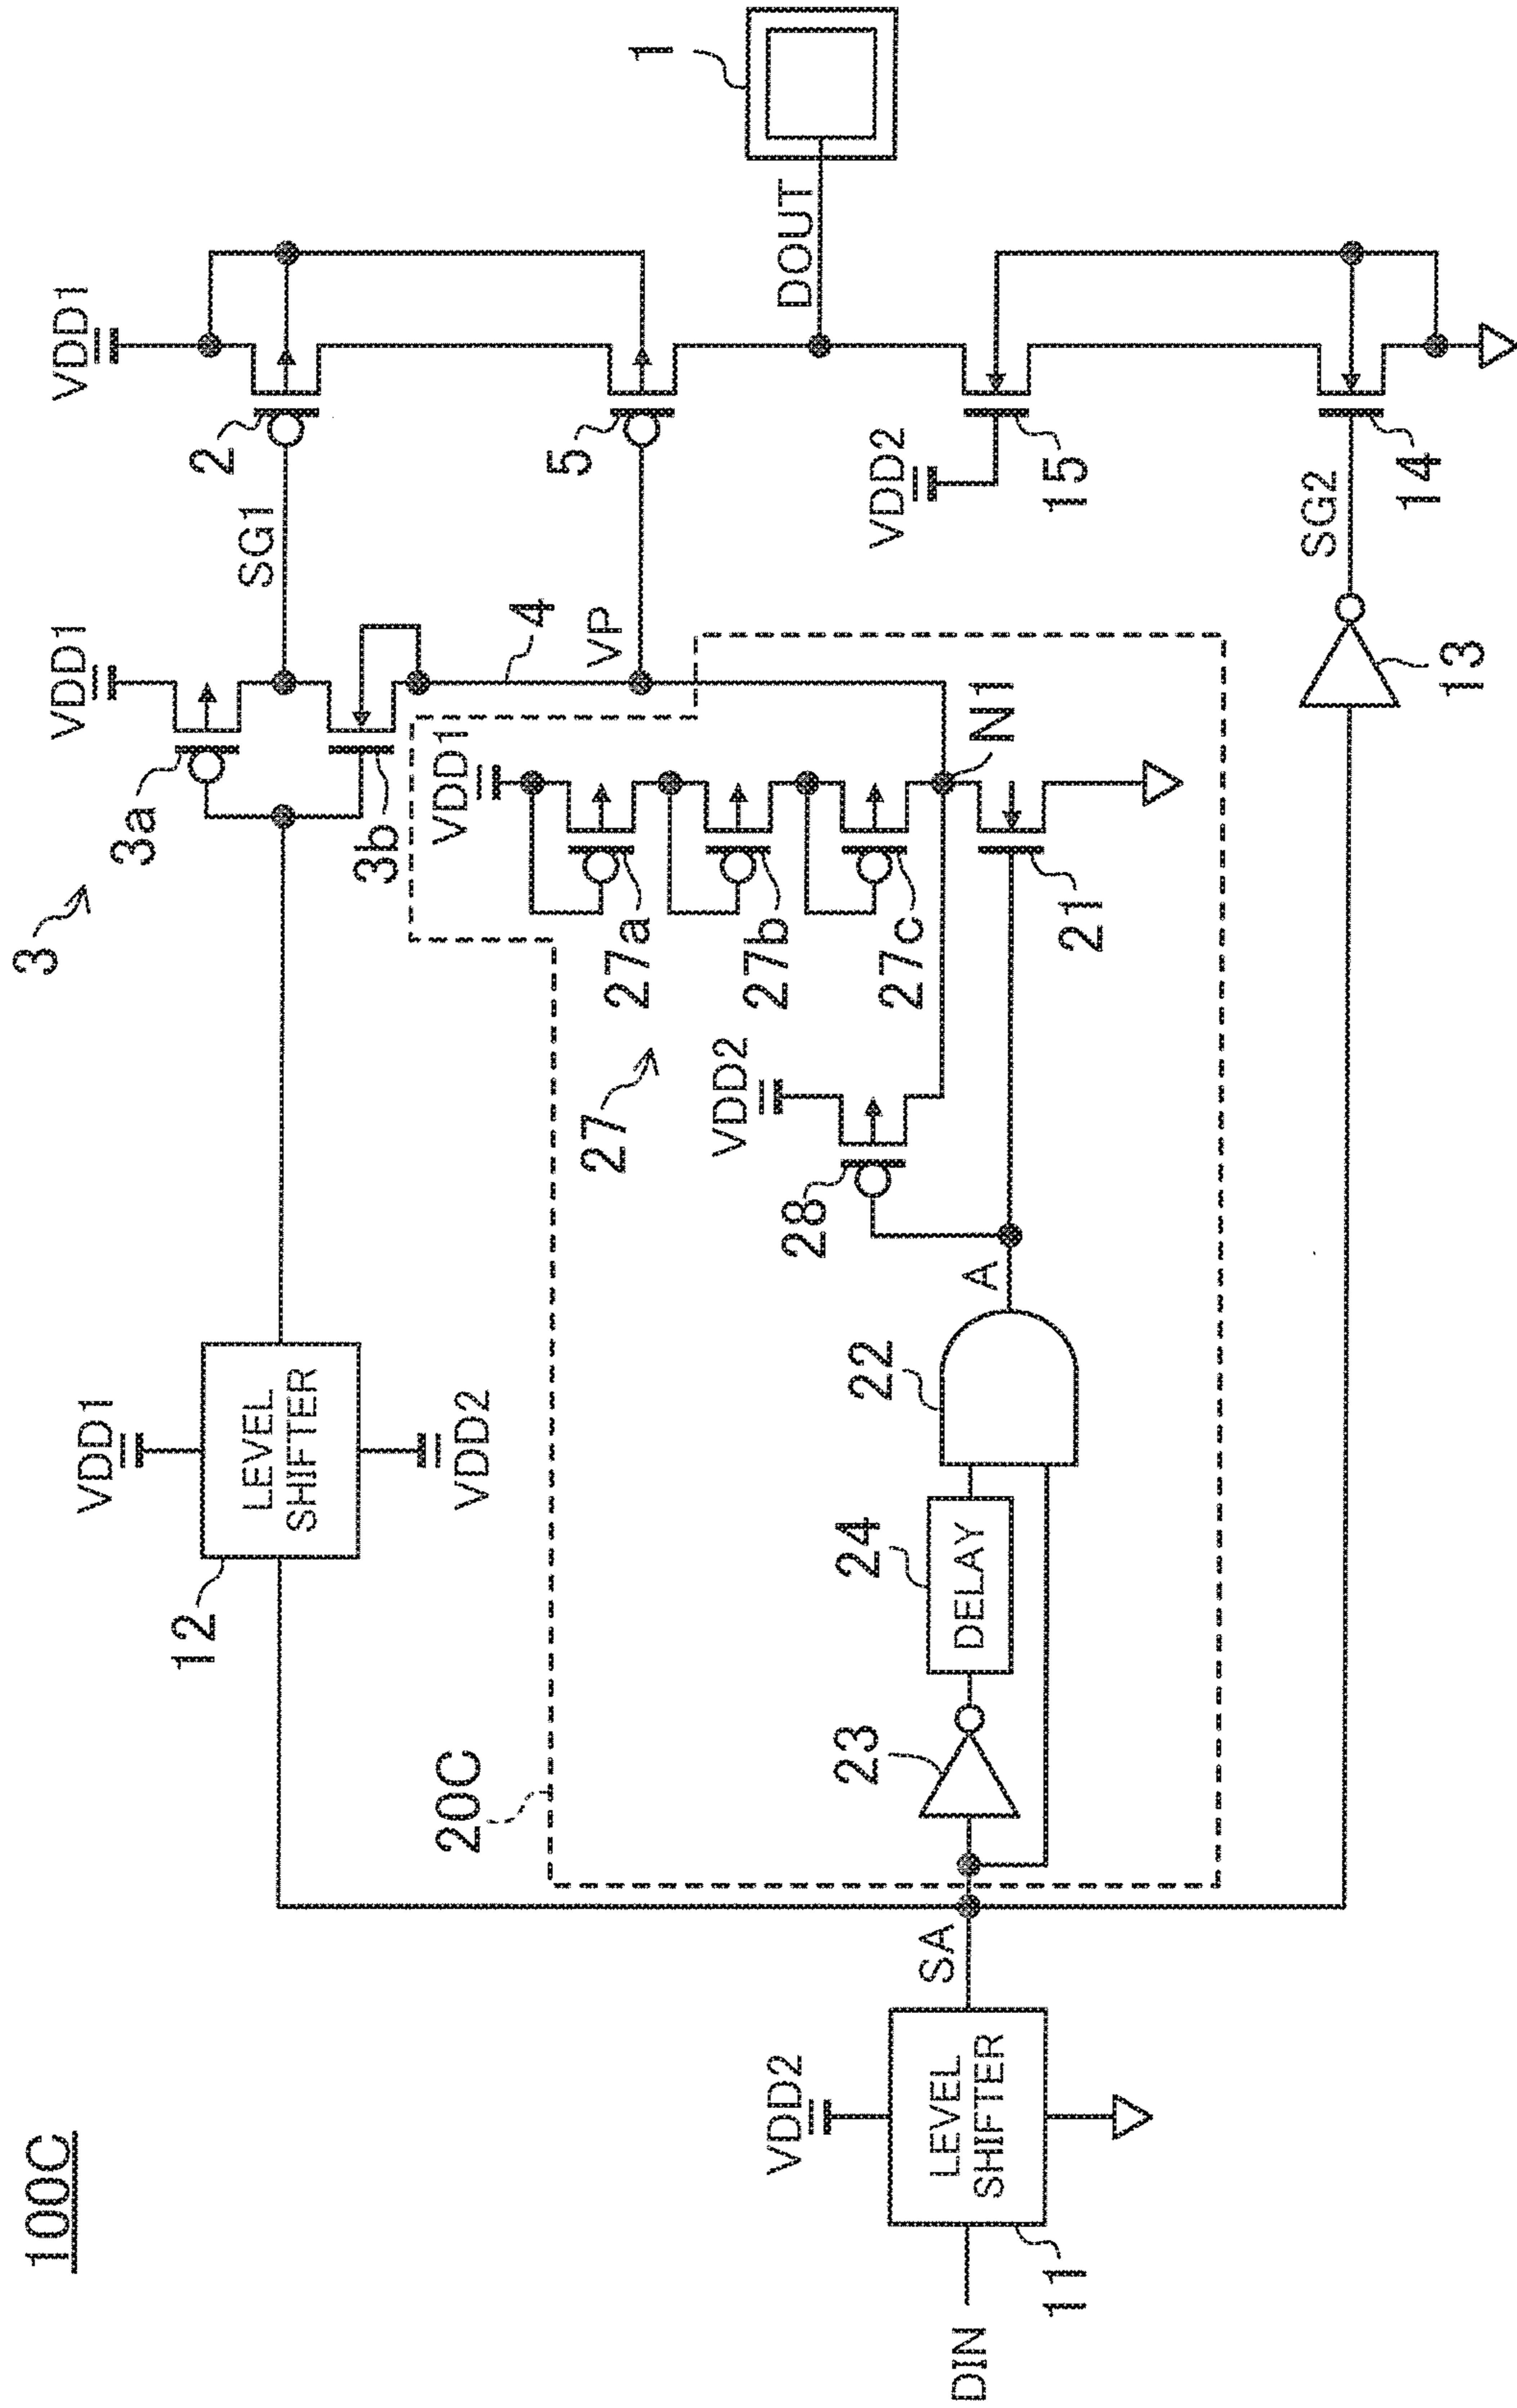 100C
DIN
LEVEL
SHIFTER
11
VDD2
SA
LEVEL
SHIFTER
12
VDD1
VDD2
20C
23
DELAY
24
22
A
28
VDD2
27
27a
27b
27c
VDD1
21
N1
3
3a
3b
VDD1
4
VP
SG1
2
5
VDD1
VDD2
15
SG2
14
13
DOUT
1